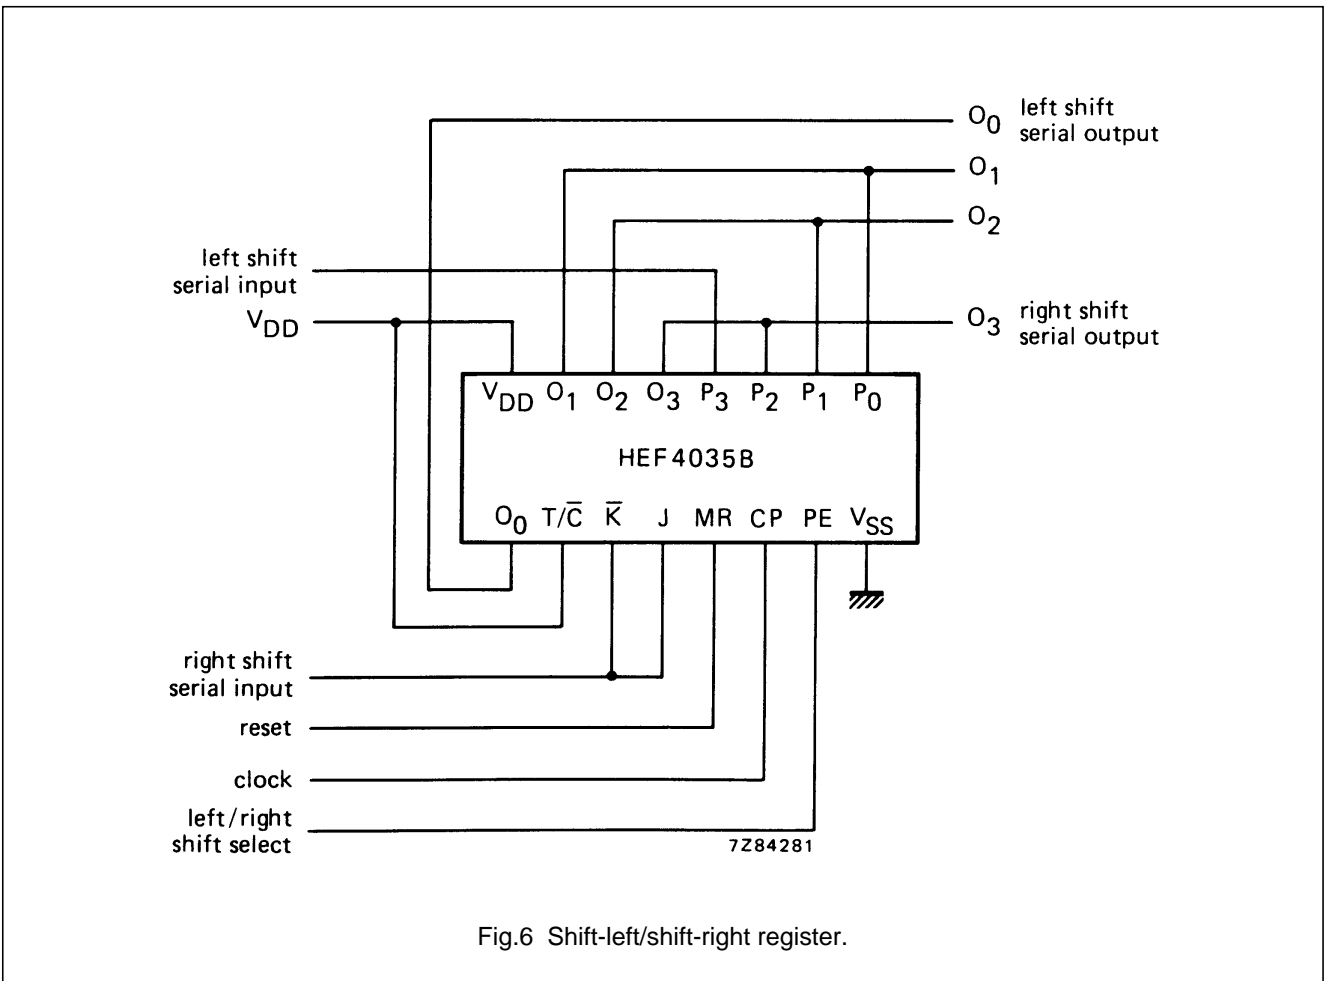 O0 left shift
serial output
O1
O2
left shift
serial input
VDD
O3 right shift
serial output
VDD O1 O2 O3 P3 P2 P1 P0
HEF4035B
O0 T/C̅ K̅ J MR CP PE VSS
right shift
serial input
reset
clock
left/right
shift select
7Z84281
Fig.6 Shift-left/shift-right register.